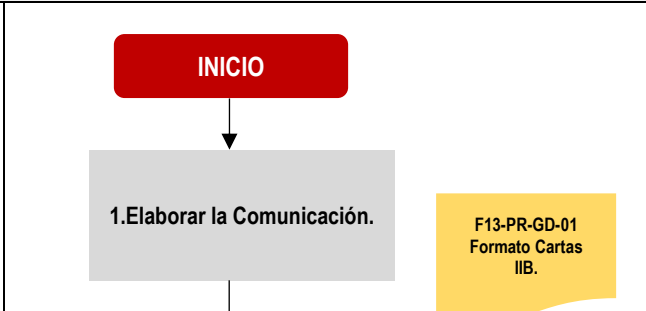 INICIO
1.Elaborar la Comunicación.
F13-PR-GD-01
Formato Cartas
IIB.